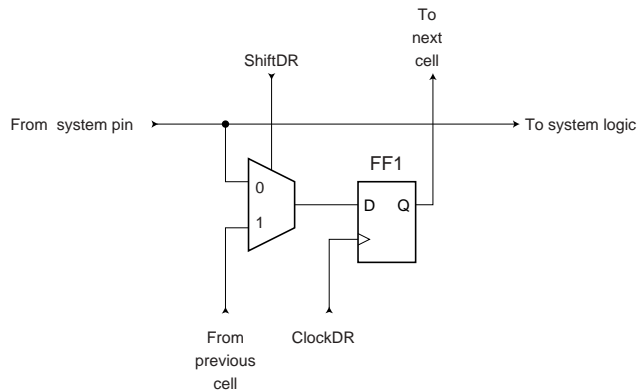 To
next
cell
ShiftDR
From system pin
To system logic
FF1
0
D Q
1
From
previous
cell
ClockDR